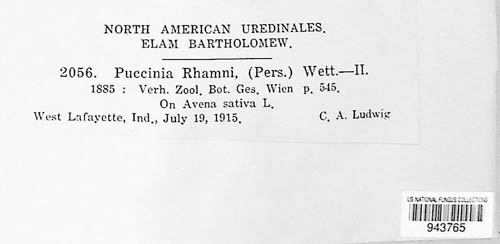 NORTH AMERICAN UREDINALES.
ELAM BARTHOLOMEW.
2056. Puccinia Rhamni, (Pers.) Wett.—II.
1885 : Verh. Zool. Bot. Ges. Wien p. 545.
On Avena sativa L.
West Lafayette, Ind., July 19, 1915. C. A. Ludwig
US NATIONAL FUNGUS COLLECTIONS
943765